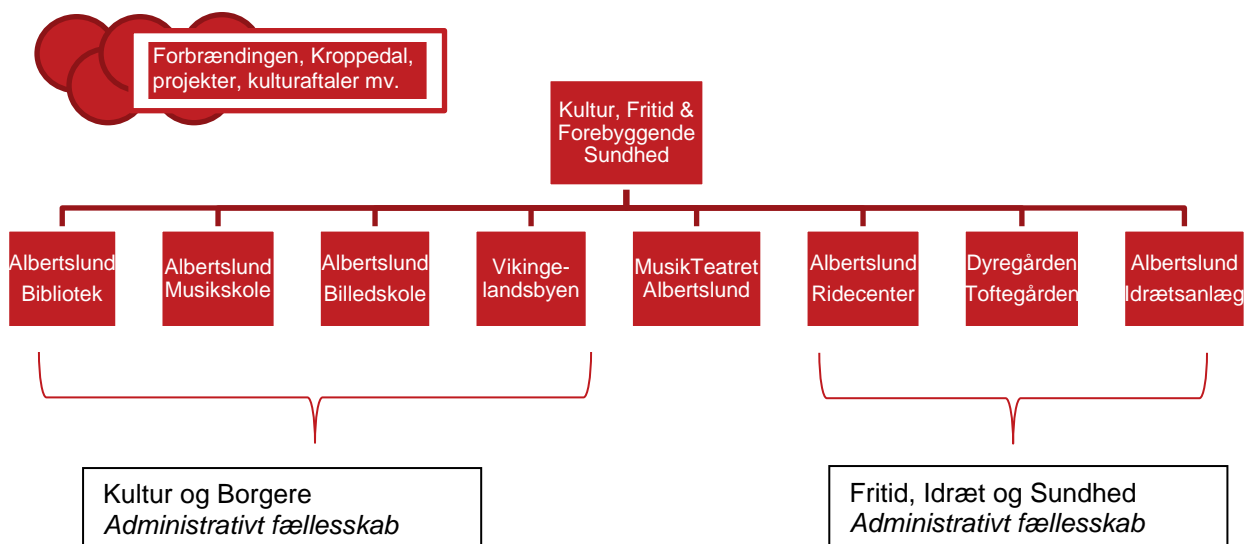 Forbrændingen, Kroppedal,
projekter, kulturaftaler mv.
Kultur, Fritid &
Forebyggende
Sundhed
Albertslund
Bibliotek
Albertslund
Musikskole
Albertslund
Billedskole
Vikinge-
landsbyen
MusikTeatret
Albertslund
Albertslund
Ridecenter
Dyregården
Toftegården
Albertslund
Idrætsanlæg
Kultur og Borgere
Administrativt fællesskab
Fritid, Idræt og Sundhed
Administrativt fællesskab